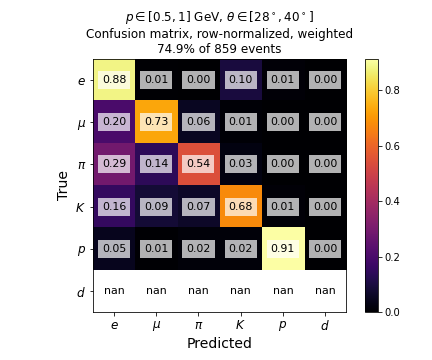 p ∈ [0.5, 1] GeV, θ ∈ [28°, 40°]
Confusion matrix, row-normalized, weighted
74.9% of 859 events
e 0.88 0.01 0.00 0.10 0.01 0.00
μ 0.20 0.73 0.06 0.01 0.00 0.00
π 0.29 0.14 0.54 0.03 0.00 0.00
K 0.16 0.09 0.07 0.68 0.01 0.00
p 0.05 0.01 0.02 0.02 0.91 0.00
d nan nan nan nan nan nan
e μ π K p d
Predicted
True
0.8
0.6
0.4
0.2
0.0